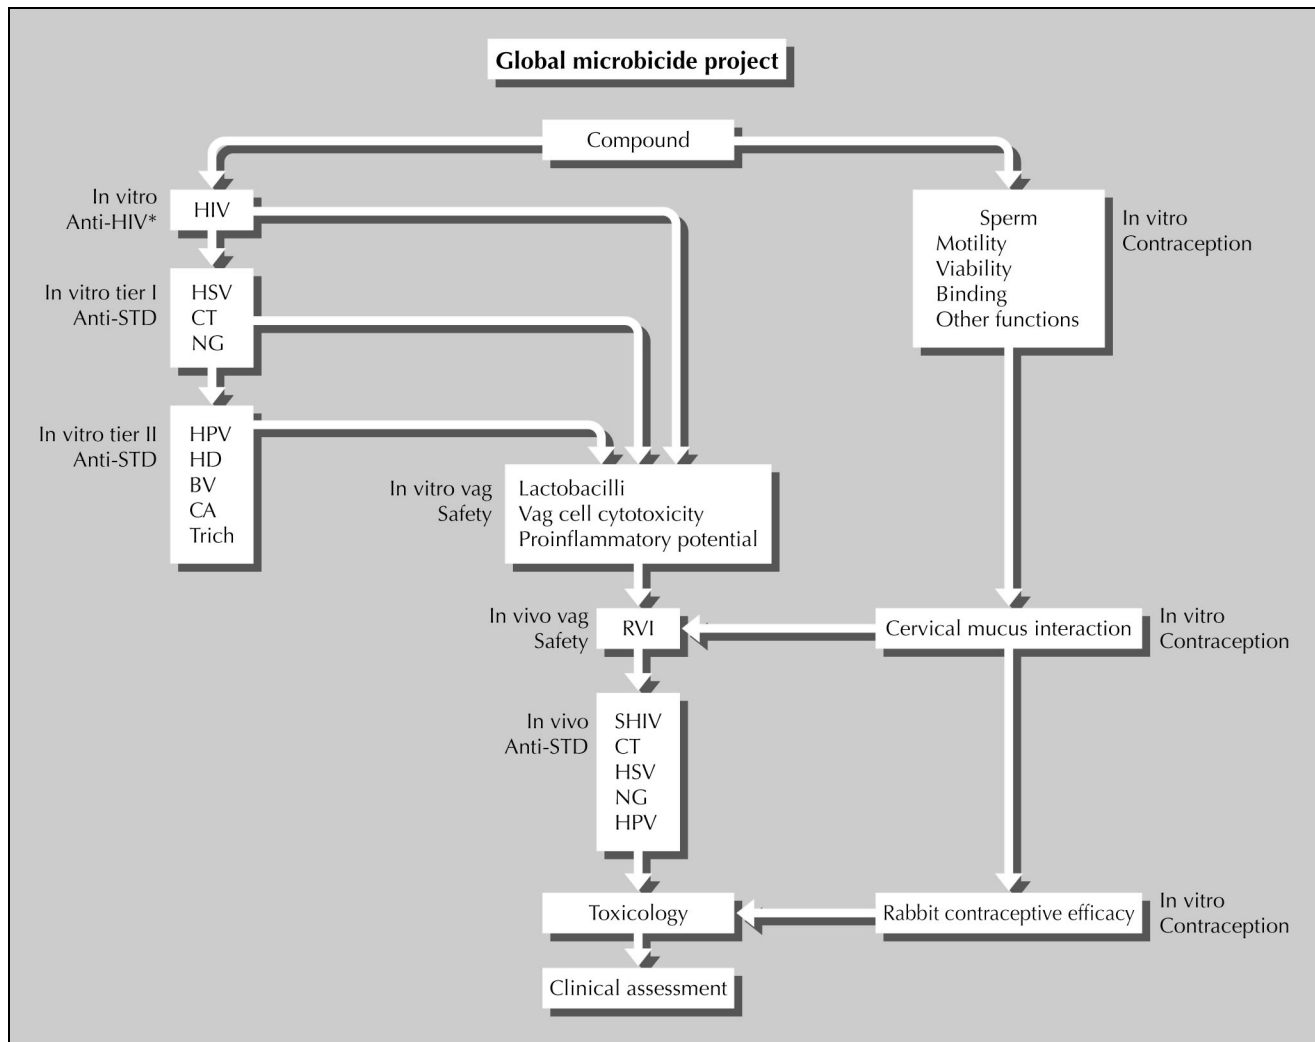 Global microbicide project
Compound
In vitro
Anti-HIV*
HIV
Sperm
Motility
Viability
Binding
Other functions
In vitro
Contraception
In vitro tier I
Anti-STD
HSV
CT
NG
In vitro tier II
Anti-STD
HPV
HD
BV
CA
Trich
In vitro vag
Safety
Lactobacilli
Vag cell cytotoxicity
Proinflammatory potential
In vivo vag
Safety
RVI
Cervical mucus interaction
In vitro
Contraception
In vivo
Anti-STD
SHIV
CT
HSV
NG
HPV
Toxicology
Rabbit contraceptive efficacy
In vitro
Contraception
Clinical assessment